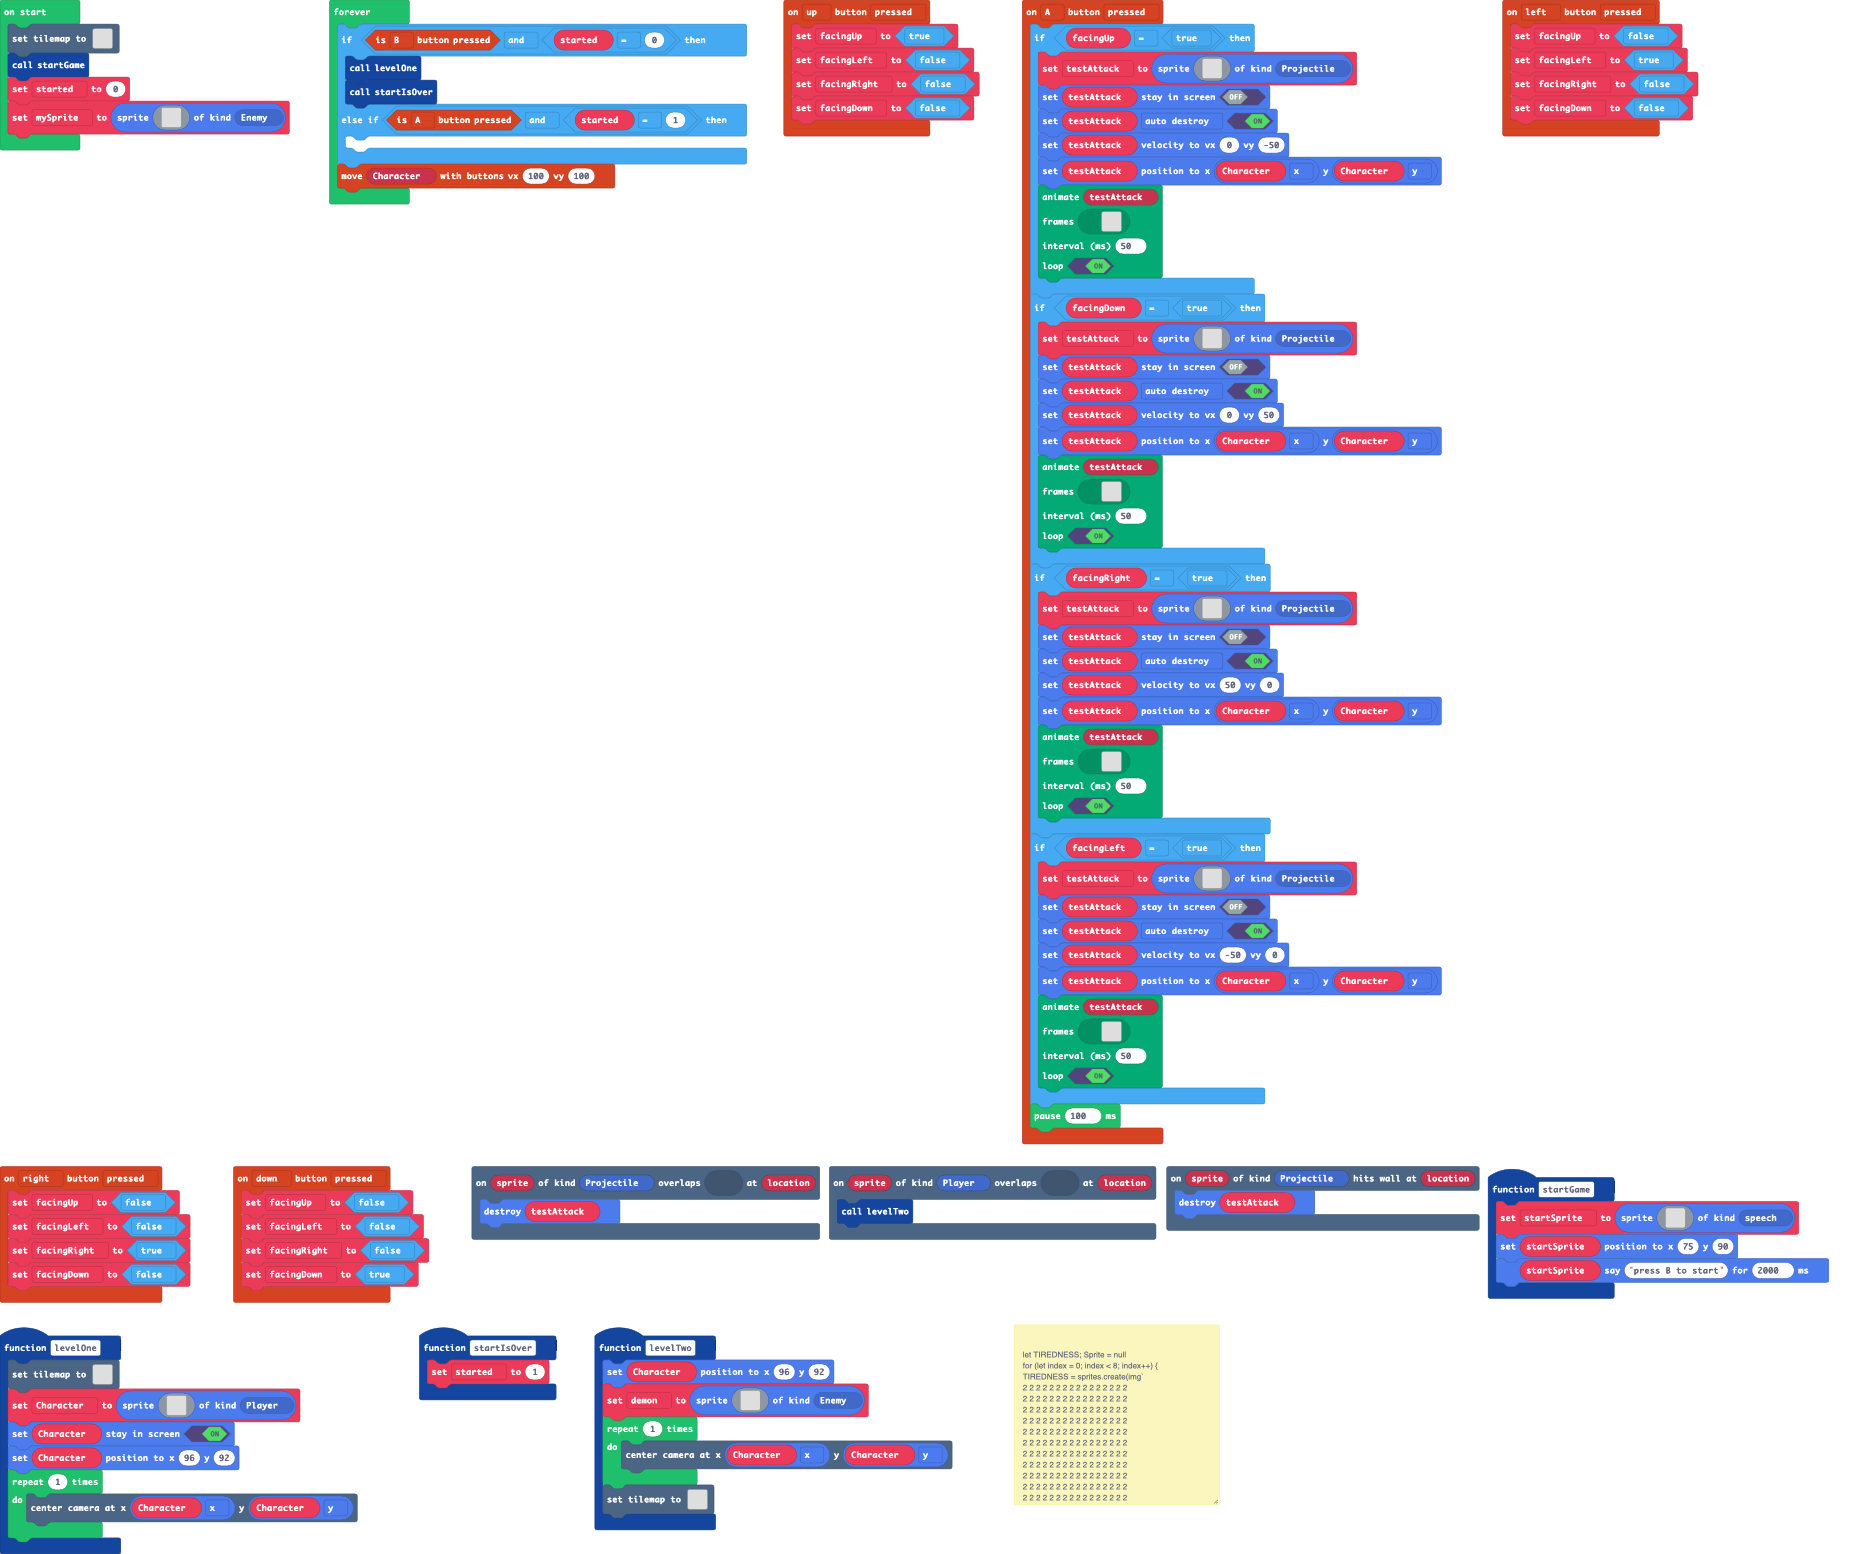 on start
set tilemap to
call startGame
set started to 0
set mySprite to sprite of kind Enemy
forever
if is B button pressed and started = 0 then
call levelOne
call startIsOver
else if is A button pressed and started = 1 then
move Character with buttons vx 100 vy 100
on up button pressed
set facingUp to true
set facingLeft to false
set facingRight to false
set facingDown to false
on A button pressed
if facingUp = true then
set testAttack to sprite of kind Projectile
set testAttack stay in screen OFF
set testAttack auto destroy ON
set testAttack velocity to vx 0 vy -50
set testAttack position to x Character x y Character y
animate testAttack
frames
interval (ms) 50
loop ON
if facingDown = true then
set testAttack to sprite of kind Projectile
set testAttack stay in screen OFF
set testAttack auto destroy ON
set testAttack velocity to vx 0 vy 50
set testAttack position to x Character x y Character y
animate testAttack
frames
interval (ms) 50
loop ON
if facingRight = true then
set testAttack to sprite of kind Projectile
set testAttack stay in screen OFF
set testAttack auto destroy ON
set testAttack velocity to vx 50 vy 0
set testAttack position to x Character x y Character y
animate testAttack
frames
interval (ms) 50
loop ON
if facingLeft = true then
set testAttack to sprite of kind Projectile
set testAttack stay in screen OFF
set testAttack auto destroy ON
set testAttack velocity to vx -50 vy 0
set testAttack position to x Character x y Character y
animate testAttack
frames
interval (ms) 50
loop ON
pause 100 ms
on left button pressed
set facingUp to false
set facingLeft to true
set facingRight to false
set facingDown to false
on right button pressed
set facingUp to false
set facingLeft to false
set facingRight to true
set facingDown to false
on down button pressed
set facingUp to false
set facingLeft to false
set facingRight to false
set facingDown to true
on sprite of kind Projectile overlaps at location
destroy testAttack
on sprite of kind Player overlaps at location
call levelTwo
on sprite of kind Projectile hits wall at location
destroy testAttack
function startGame
set startSprite to sprite of kind speech
set startSprite position to x 75 y 90
startSprite say "press B to start" for 2000 ms
function levelOne
set tilemap to
set Character to sprite of kind Player
set Character stay in screen ON
set Character position to x 96 y 92
repeat 1 times
do center camera at x Character x y Character y
function startIsOver
set started to 1
function levelTwo
set Character position to x 96 y 92
set demon to sprite of kind Enemy
repeat 1 times
do center camera at x Character x y Character y
set tilemap to
let TIREDNESS; Sprite = null
for (let index = 0; index < 8; index++) {
TIREDNESS = sprites.create(img`
2 2 2 2 2 2 2 2 2 2 2 2 2 2 2 2
2 2 2 2 2 2 2 2 2 2 2 2 2 2 2 2
2 2 2 2 2 2 2 2 2 2 2 2 2 2 2 2
2 2 2 2 2 2 2 2 2 2 2 2 2 2 2 2
2 2 2 2 2 2 2 2 2 2 2 2 2 2 2 2
2 2 2 2 2 2 2 2 2 2 2 2 2 2 2 2
2 2 2 2 2 2 2 2 2 2 2 2 2 2 2 2
2 2 2 2 2 2 2 2 2 2 2 2 2 2 2 2
2 2 2 2 2 2 2 2 2 2 2 2 2 2 2 2
2 2 2 2 2 2 2 2 2 2 2 2 2 2 2 2
2 2 2 2 2 2 2 2 2 2 2 2 2 2 2 2